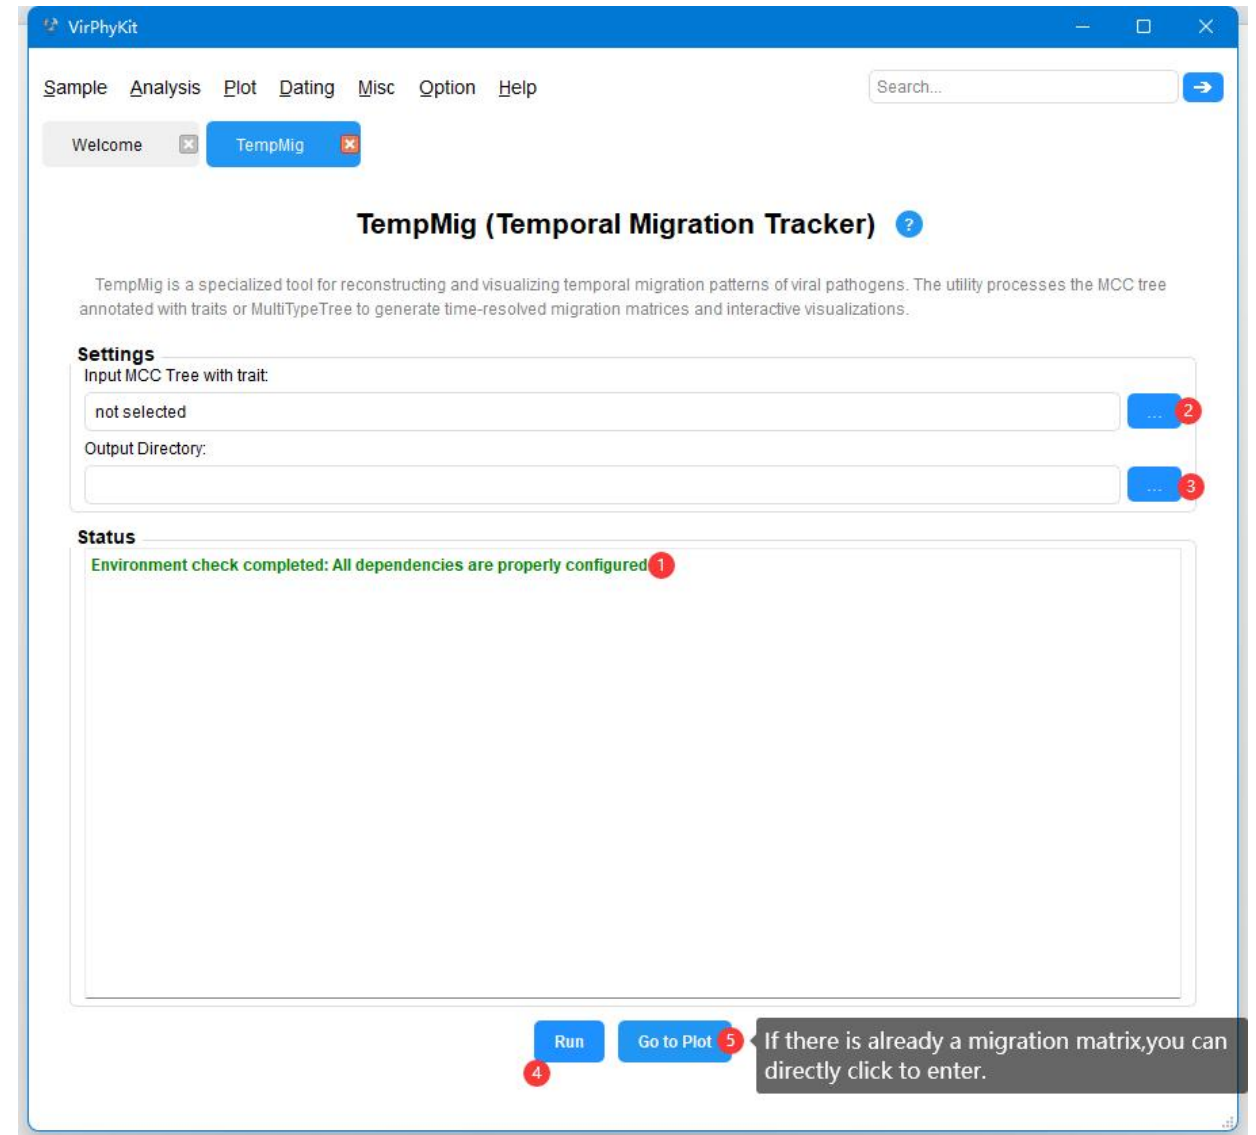 VirPhyKit
Sample Analysis Plot Dating Misc Option Help Search...
Welcome TempMig
TempMig (Temporal Migration Tracker) ?
TempMig is a specialized tool for reconstructing and visualizing temporal migration patterns of viral pathogens. The utility processes the MCC tree
annotated with traits or MultiTypeTree to generate time-resolved migration matrices and interactive visualizations.
Settings
Input MCC Tree with trait:
not selected ... 2
Output Directory:
... 3
Status
Environment check completed: All dependencies are properly configured 1
Run Go to Plot 5 If there is already a migration matrix,you can
4 directly click to enter.